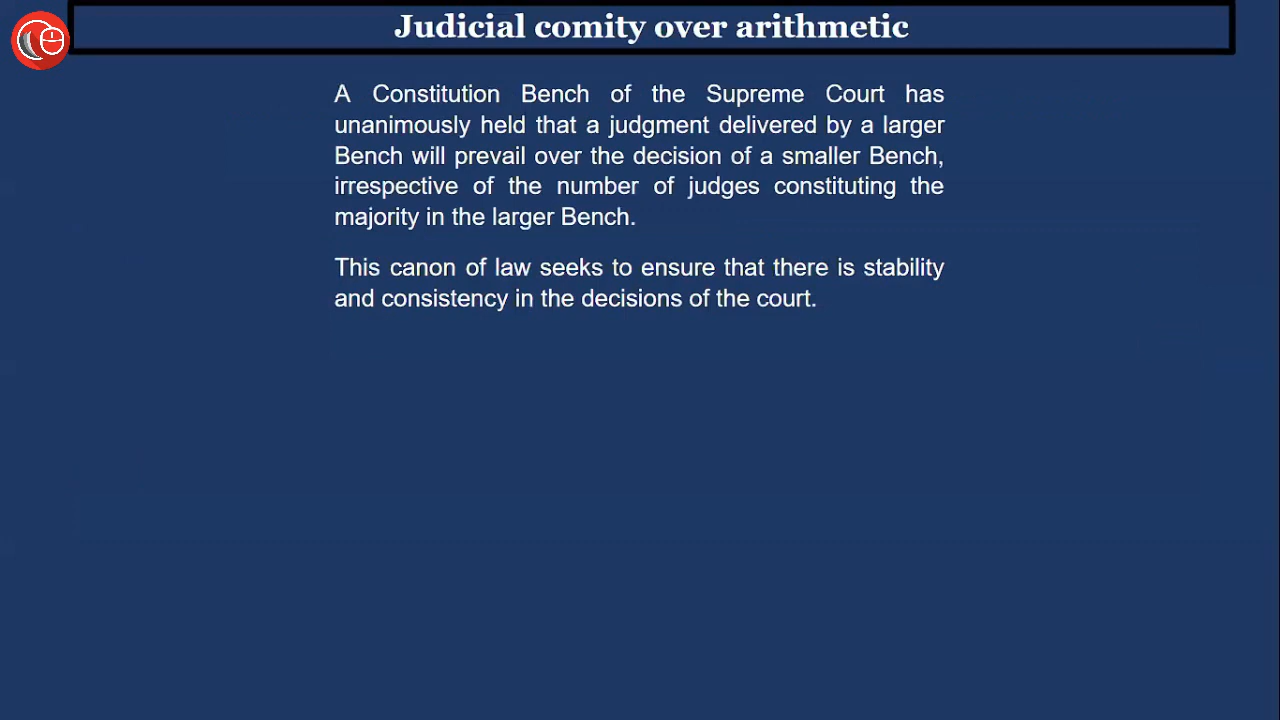 Judicial comity over arithmetic
A Constitution Bench of the Supreme Court has
unanimously held that a judgment delivered by a larger
Bench will prevail over the decision of a smaller Bench,
irrespective of the number of judges constituting the
majority in the larger Bench.
This canon of law seeks to ensure that there is stability
and consistency in the decisions of the court.